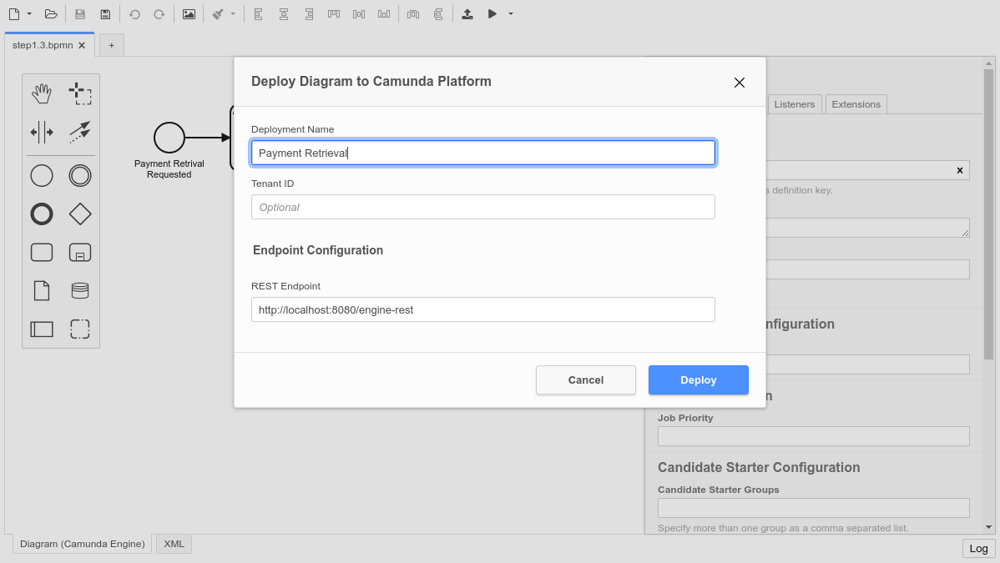 step1.3.bpmn
+
Deploy Diagram to Camunda Platform
Deployment Name
Payment Retrieval
Tenant ID
Optional
Endpoint Configuration
REST Endpoint
http://localhost:8080/engine-rest
Cancel
Deploy
Payment Retrival
Requested
Listeners
Extensions
s definition key.
nfiguration
n
Job Priority
Candidate Starter Configuration
Candidate Starter Groups
Specify more than one group as a comma separated list.
Diagram (Camunda Engine)
XML
Log